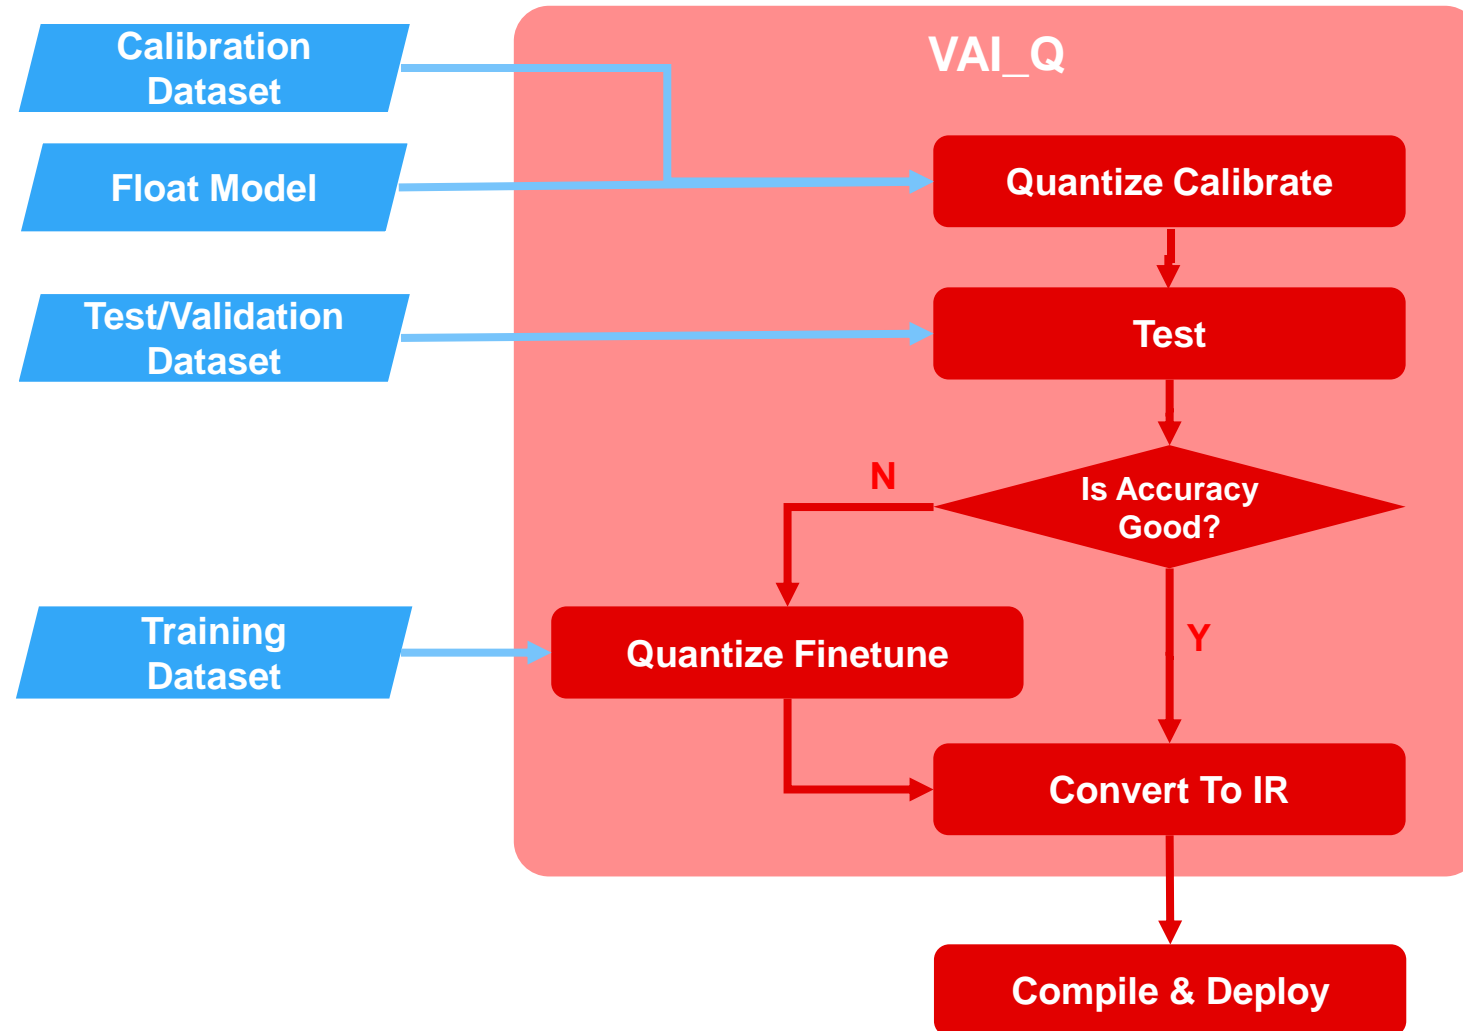 Calibration
Dataset
VAI_Q
Float Model
Quantize Calibrate
Test/Validation
Dataset
Test
N
Is Accuracy
Good?
Training
Dataset
Quantize Finetune
Y
Convert To IR
Compile & Deploy